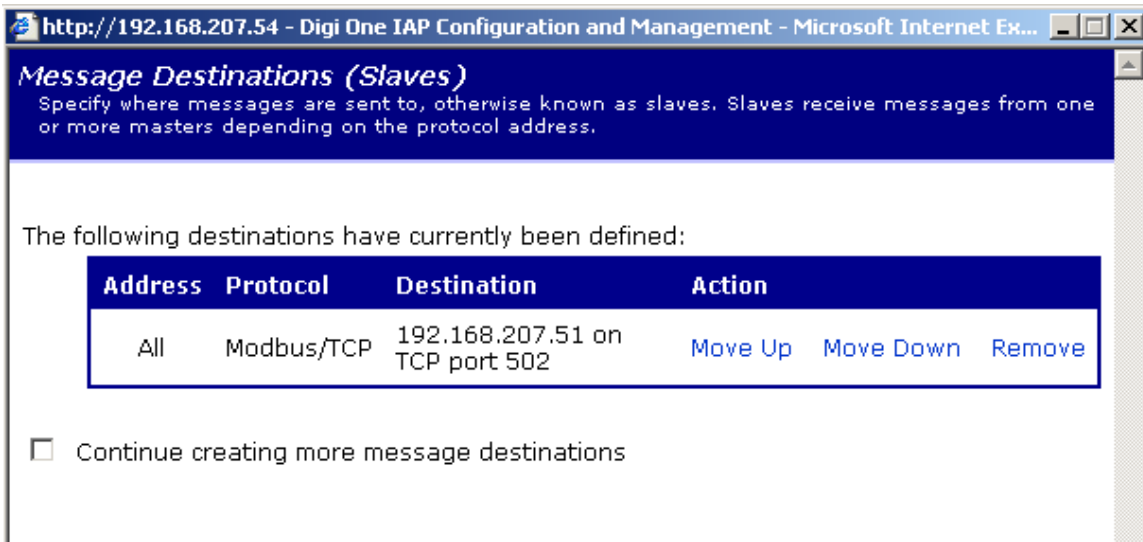 http://192.168.207.54 - Digi One IAP Configuration and Management - Microsoft Internet Ex...
Message Destinations (Slaves)
Specify where messages are sent to, otherwise known as slaves. Slaves receive messages from one
or more masters depending on the protocol address.
The following destinations have currently been defined:
Address Protocol Destination Action
All Modbus/TCP 192.168.207.51 on
TCP port 502 Move Up Move Down Remove
Continue creating more message destinations